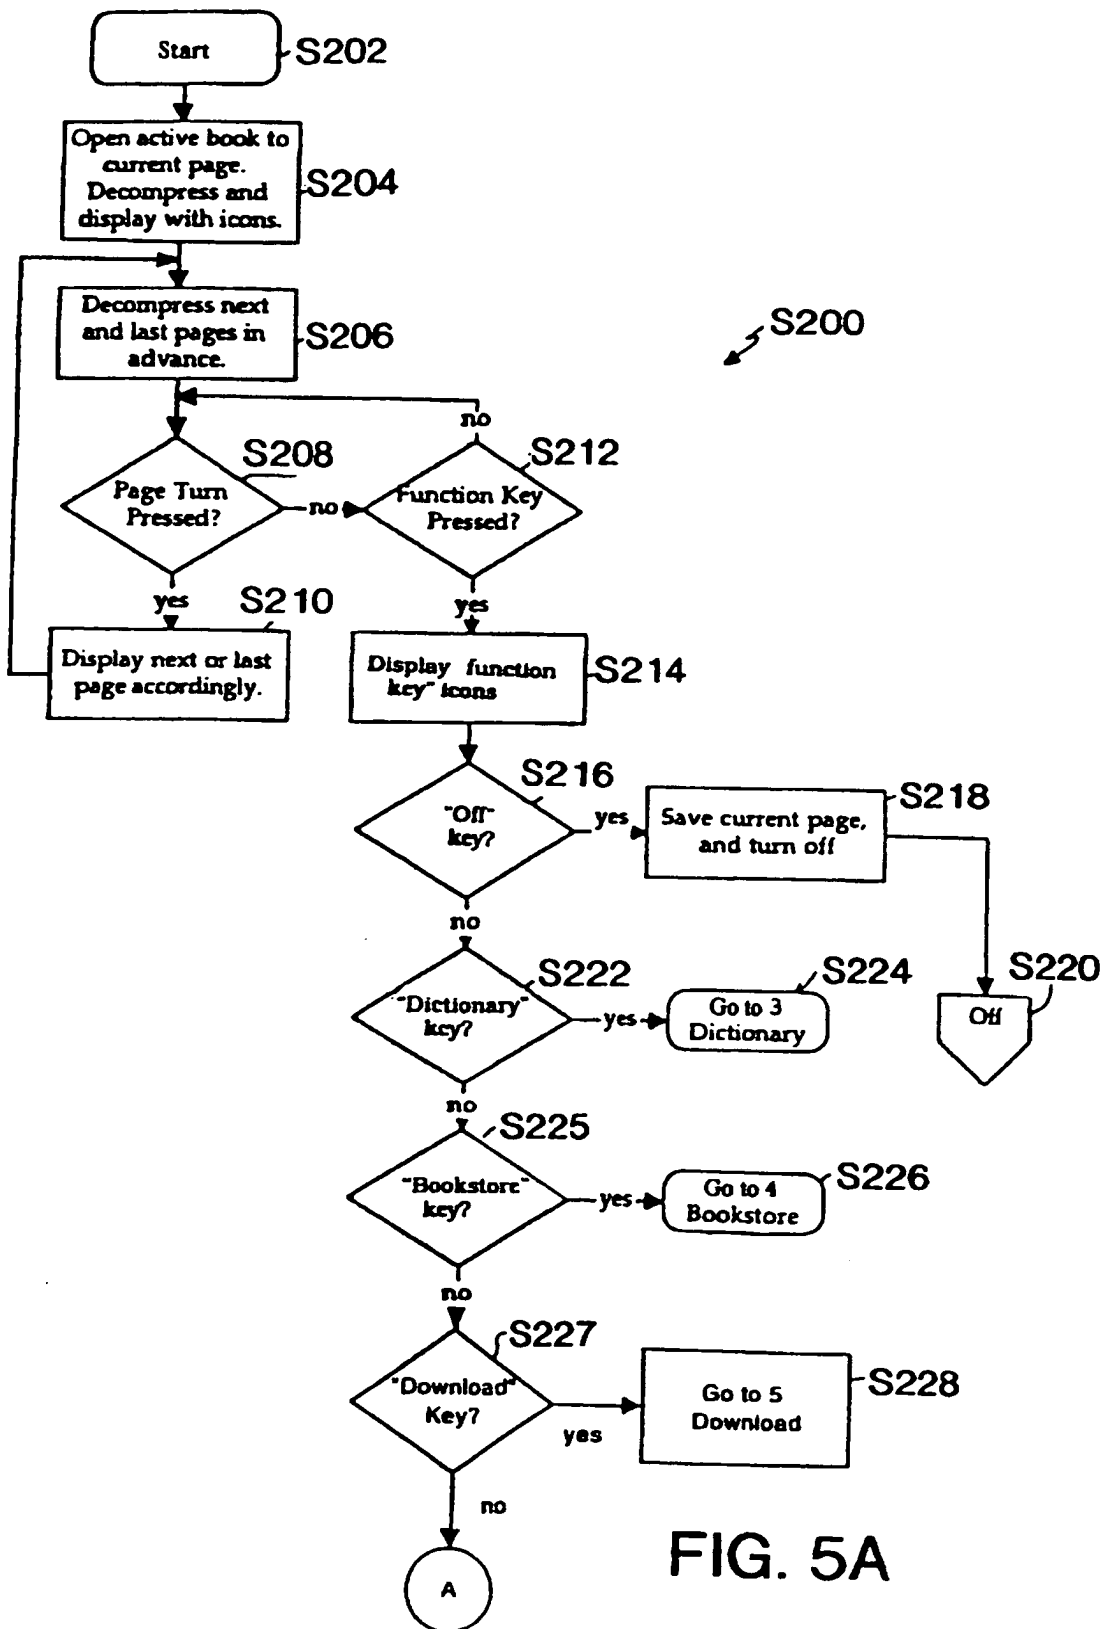 Start
S202
Open active book to
current page.
Decompress and
display with icons.
S204
Decompress next
and last pages in
advance.
S206
S200
no
S208
S212
Page Turn
Pressed?
no
Function Key
Pressed?
yes
S210
yes
Display next or last
page accordingly.
Display function
key" icons
S214
S216
"Off"
key?
yes
Save current page,
and turn off
S218
no
S222
"Dictionary"
key?
yes
Go to 3
Dictionary
S224
S220
Off
no
S225
"Bookstore"
key?
yes
Go to 4
Bookstore
S226
no
S227
"Download"
Key?
yes
Go to 5
Download
S228
no
A
FIG. 5A